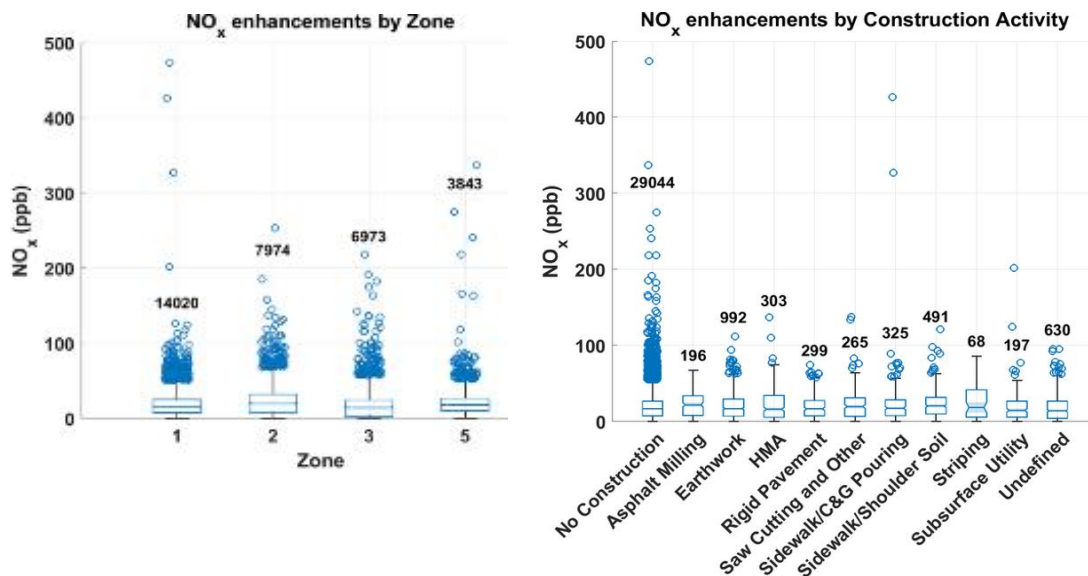 NOx enhancements by Zone
NOx (ppb)
500
400
300
200
100
0
14020
7974
6973
3843
1 2 3 5
Zone
NOx enhancements by Construction Activity
NOx (ppb)
500
400
300
200
100
0
29044
196
992
303
299
265
325
491
68
197
630
No Construction
Asphalt Milling
Earthwork
HMA
Rigid Pavement
Saw Cutting and Other
Sidewalk/C&G Pouring
Sidewalk/Shoulder Soil
Striping
Subsurface Utility
Undefined